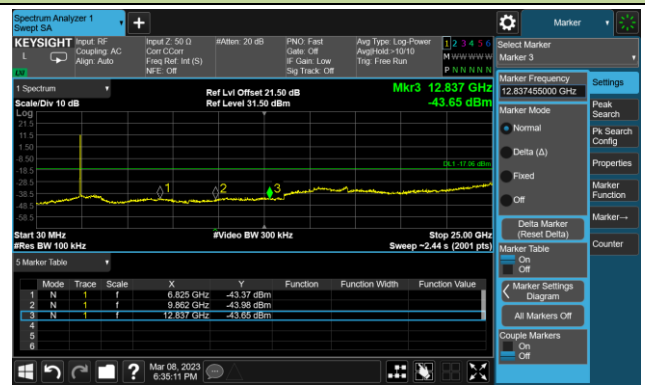 Spectrum Analyzer 1
Swept SA
Marker
KEYSIGHT
L
LV
Input: RF
Coupling: AC
Align: Auto
Input Z: 50 Ω
Corr CCorr
Freq Ref: Int (S)
NFE: Off
#Atten: 20 dB
PNO: Fast
Gate: Off
IF Gain: Low
Sig Track: Off
Avg Type: Log-Power
Avg|Hold:>10/10
Trig: Free Run
1 2 3 4 5 6
M W W W W W
P N N N N N
Select Marker
Marker 3
1 Spectrum
Scale/Div 10 dB
Log
Ref Lvl Offset 21.50 dB
Ref Level 31.50 dBm
Mkr3 12.837 GHz
-43.65 dBm
21.5
11.5
1.50
-8.50
-18.5
-28.5
-38.5
-48.5
-58.5
DL1 -17.06 dBm
1
2
3
Start 30 MHz
#Res BW 100 kHz
#Video BW 300 kHz
Stop 25.00 GHz
Sweep ~2.44 s (2001 pts)
5 Marker Table
Mode Trace Scale X Y Function Function Width Function Value
1 N 1 f 6.825 GHz -43.37 dBm
2 N 1 f 9.862 GHz -43.98 dBm
3 N 1 f 12.837 GHz -43.65 dBm
4
5
6
Marker Frequency
12.837455000 GHz
Marker Mode
Normal
Delta (Δ)
Fixed
Off
Delta Marker
(Reset Delta)
Marker Table
On
Off
Marker Settings
Diagram
All Markers Off
Couple Markers
On
Off
Settings
Peak
Search
Pk Search
Config
Properties
Marker
Function
Marker→
Counter
?
Mar 08, 2023
6:35:11 PM